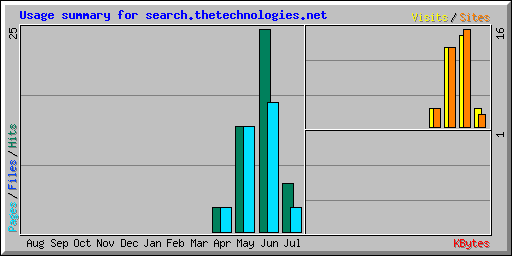 Usage summary for search.thetechnologies.net
Visits/Sites
25
16
Pages/Files/Hits
1
Aug Sep Oct Nov Dec Jan Feb Mar Apr May Jun Jul
KBytes